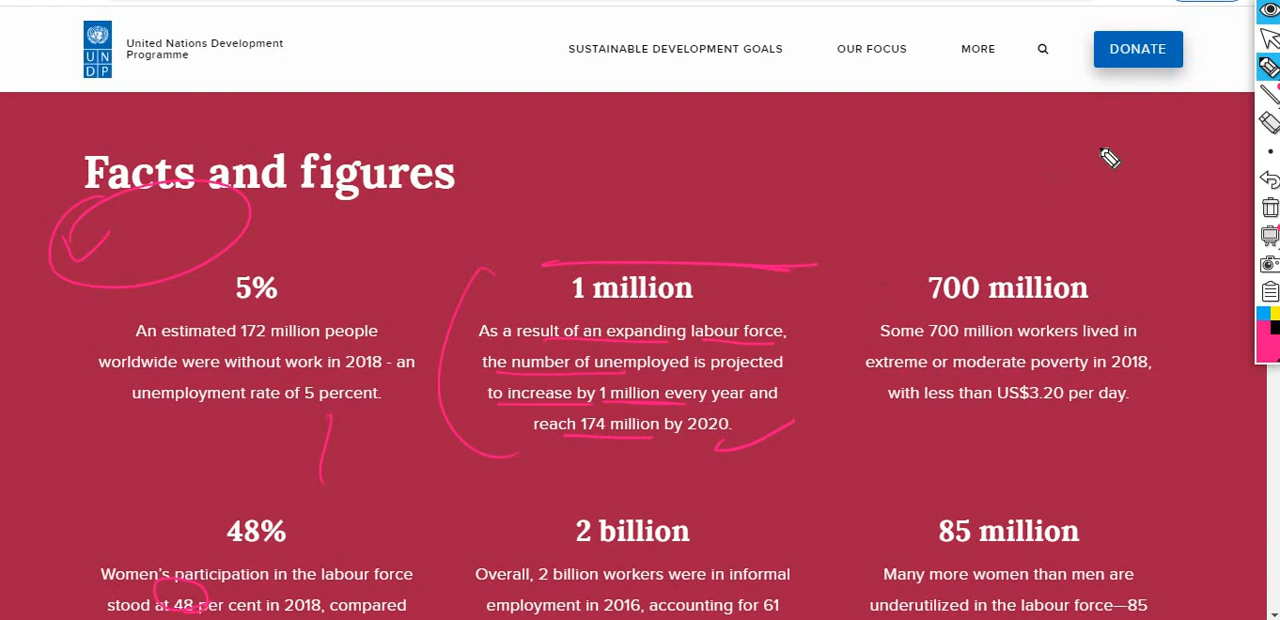 United Nations Development
Programme
UN
DP
SUSTAINABLE DEVELOPMENT GOALS
OUR FOCUS
MORE
DONATE
Facts and figures
5%
An estimated 172 million people
worldwide were without work in 2018 - an
unemployment rate of 5 percent.
1 million
As a result of an expanding labour force,
the number of unemployed is projected
to increase by 1 million every year and
reach 174 million by 2020.
700 million
Some 700 million workers lived in
extreme or moderate poverty in 2018,
with less than US$3.20 per day.
48%
Women’s participation in the labour force
stood at 48 per cent in 2018, compared
2 billion
Overall, 2 billion workers were in informal
employment in 2016, accounting for 61
85 million
Many more women than men are
underutilized in the labour force—85